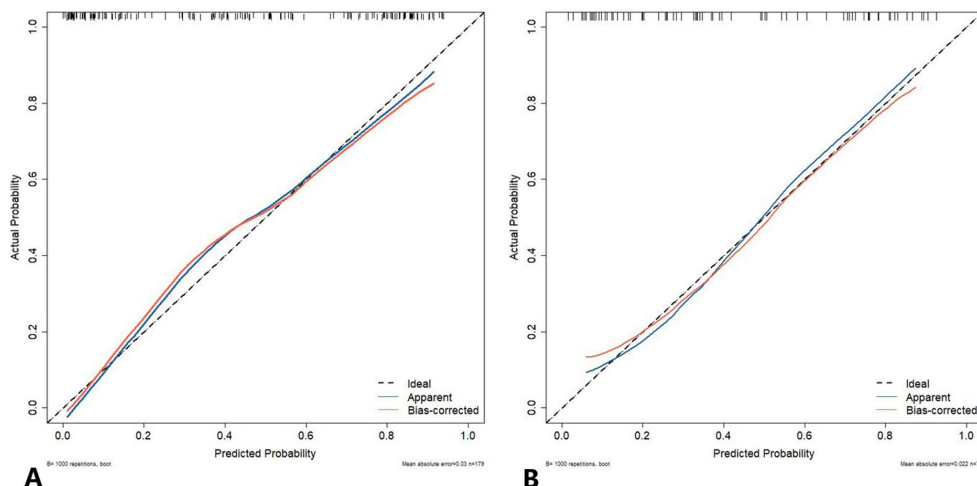 1.0
0.8
0.6
0.4
0.2
0.0
Actual Probability
Ideal
Apparent
Bias-corrected
0.0 0.2 0.4 0.6 0.8 1.0
Predicted Probability
B= 1000 repetitions, boot
Mean absolute error=0.03 n=179
A
1.0
0.8
0.6
0.4
0.2
0.0
Actual Probability
Ideal
Apparent
Bias-corrected
0.0 0.2 0.4 0.6 0.8 1.0
Predicted Probability
B= 1000 repetitions, boot
Mean absolute error=0.022
B